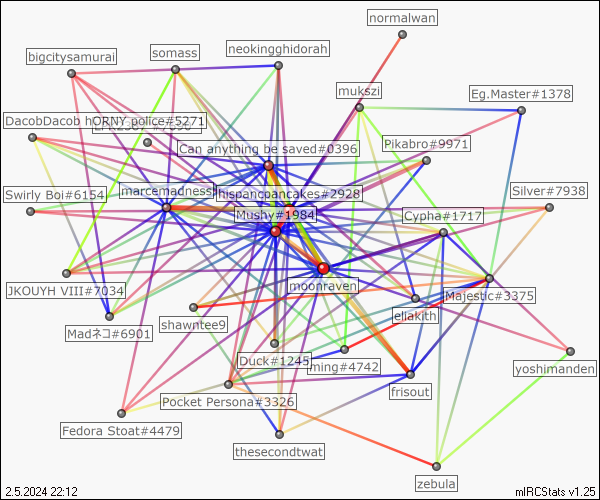 normalwan
bigcitysamurai
somass
neokingghidorah
mukszi
Eg.Master#1378
DacobDacob hORNY police#5271
Can anything be saved#0396
Pikabro#9971
Swirly Boi#6154
marcemadness
hispanpancakes#2928
Silver#7938
Mushy#1984
Cypha#1717
JKOUYH VIII#7034
moonraven
Majestic#3375
Madネコ#6901
shawntee9
eliakith
Duck#1245
ming#4742
yoshimanden
Pocket Persona#3326
frisout
Fedora Stoat#4479
thesecondtwat
zebula
2.5.2024 22:12
mIRCStats v1.25